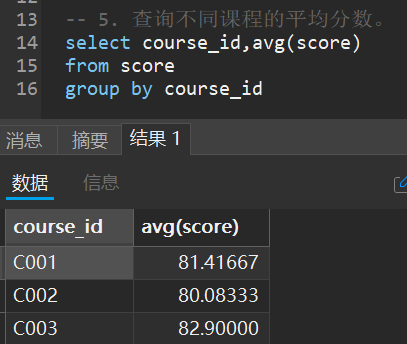 13 -- 5. 查询不同课程的平均分数。
14 select course_id,avg(score)
15 from score
16 group by course_id
消息 摘要 结果 1
数据 信息
course_id avg(score)
C001 81.41667
C002 80.08333
C003 82.90000